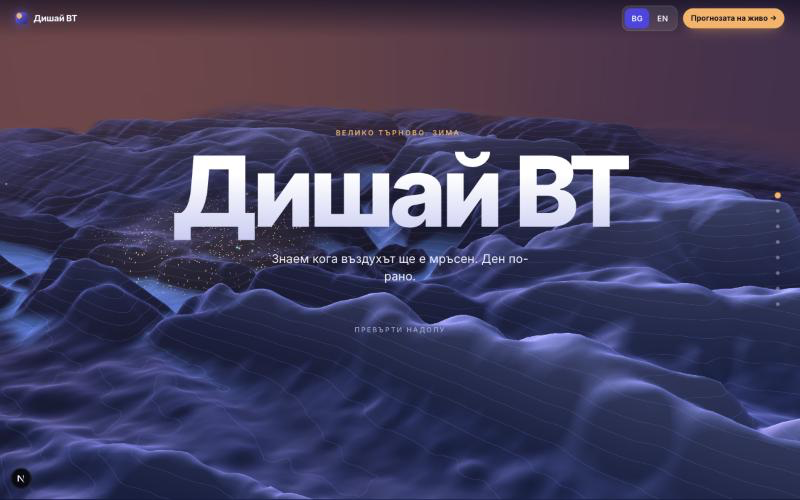 Дишай ВТ
BG EN
Прогнозата на живо →
ВЕЛИКО ТЪРНОВО. ЗИМА.
Дишай ВТ
Знаем кога въздухът ще е мръсен. Ден по-
рано.
ПРЕВЪРТИ НАДОЛУ
N